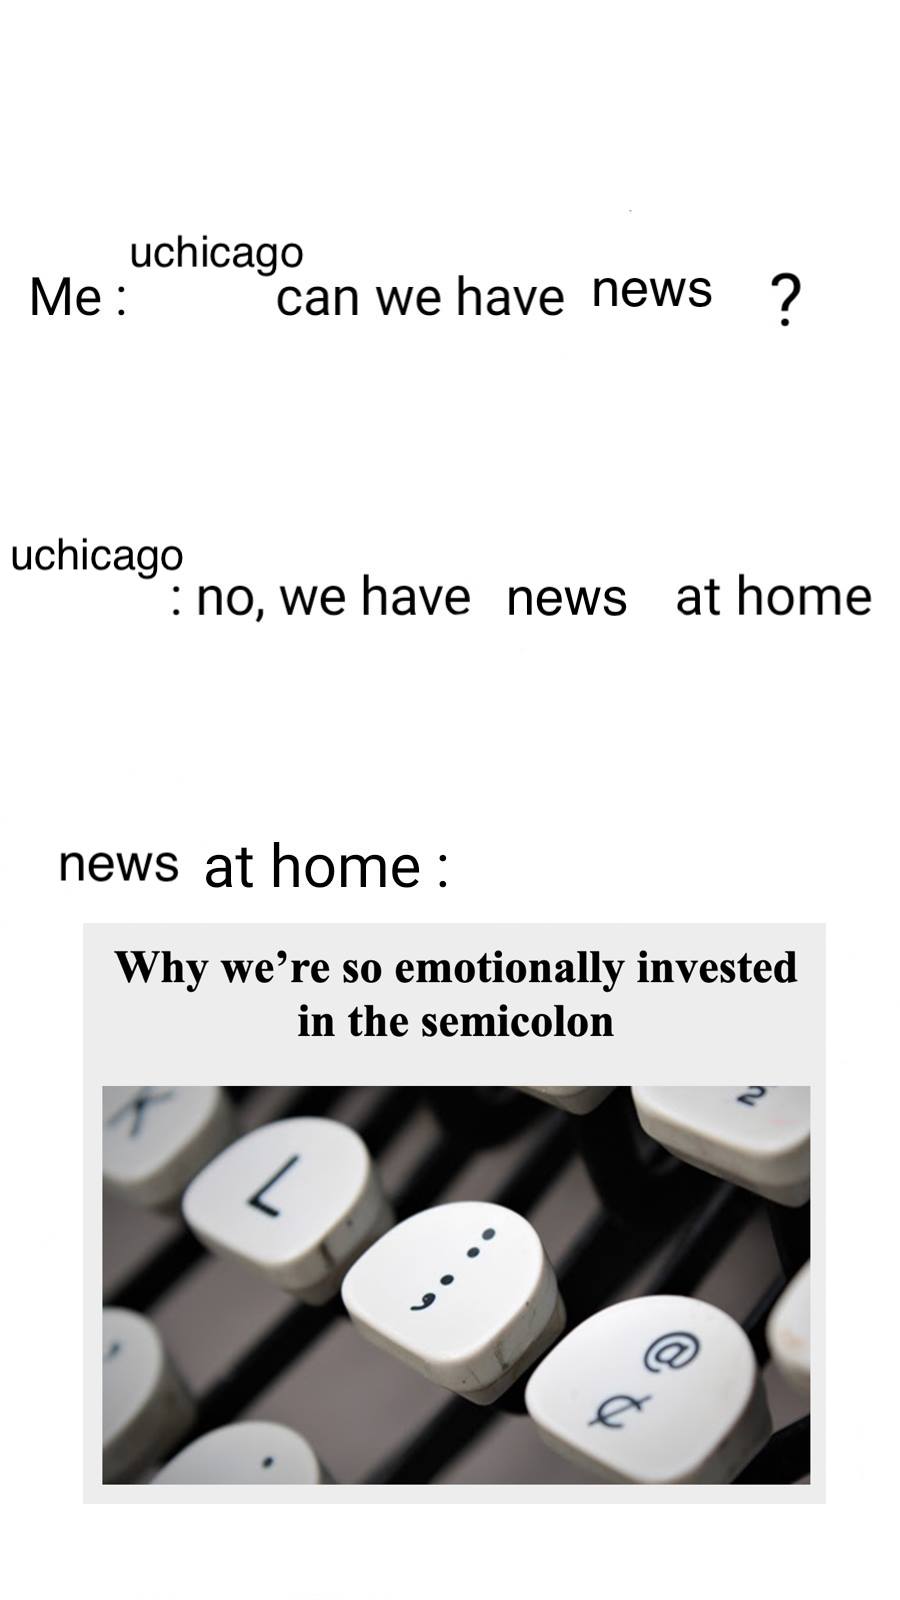 uchicago
Me : can we have news ?
uchicago
: no, we have news at home
news at home :
Why we're so emotionally invested
in the semicolon
K
L
2
:
;
@
¢